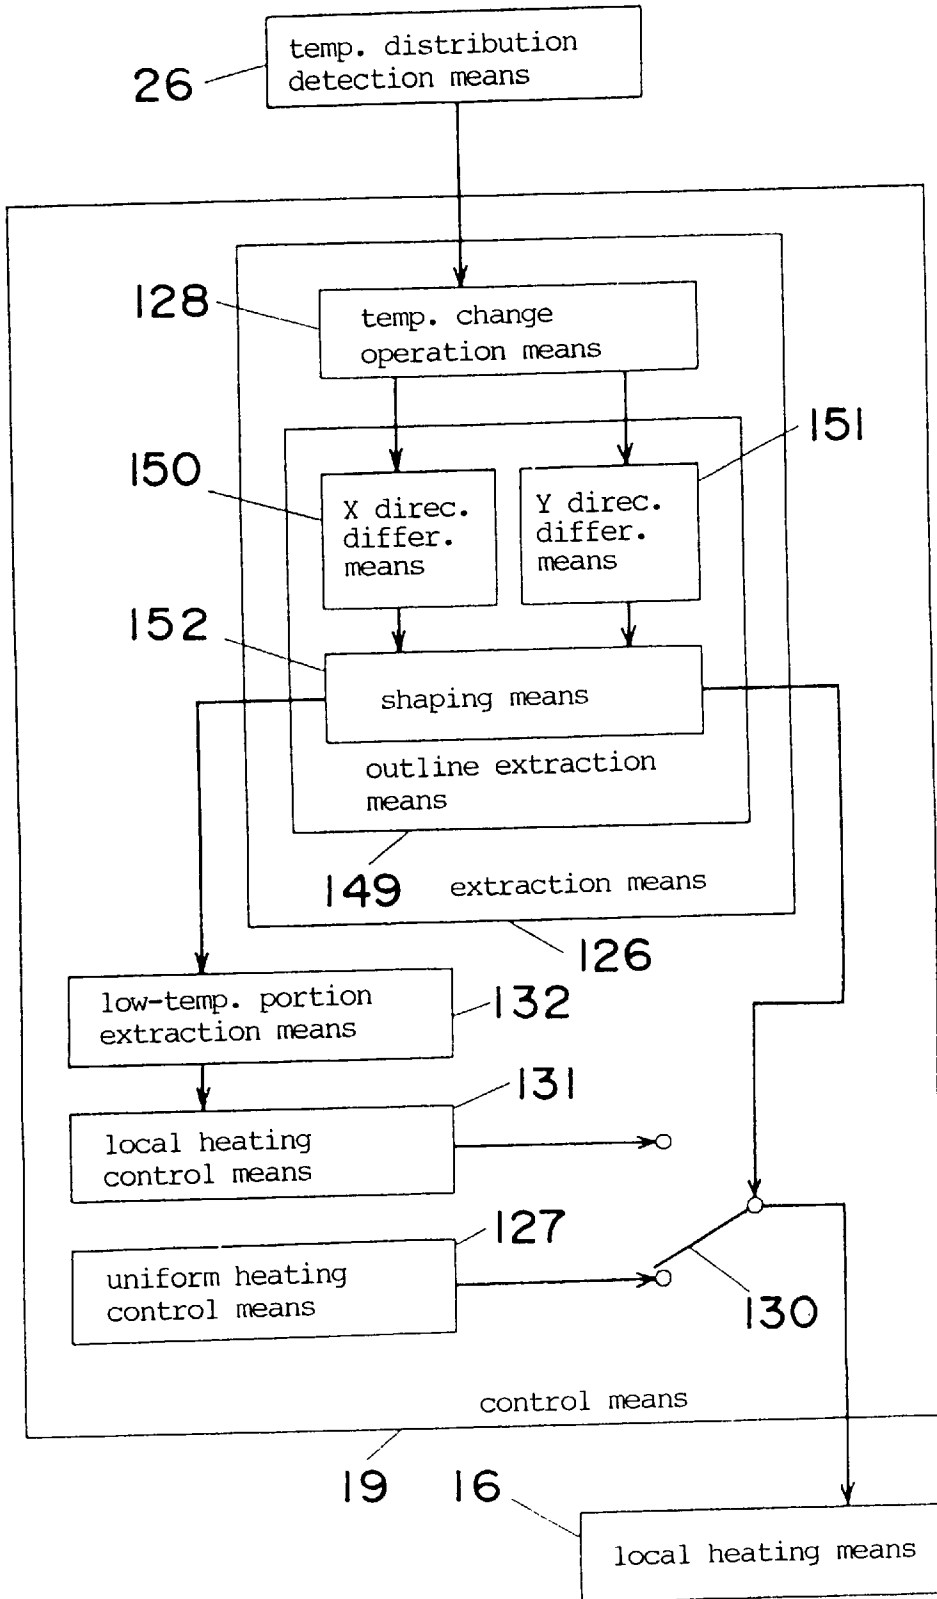 temp. distribution
detection means
26
128
temp. change
operation means
151
150
X direc.
differ.
means
Y direc.
differ.
means
152
shaping means
outline extraction
means
149
extraction means
126
low-temp. portion
extraction means
132
131
local heating
control means
127
uniform heating
control means
130
control means
19
16
local heating means